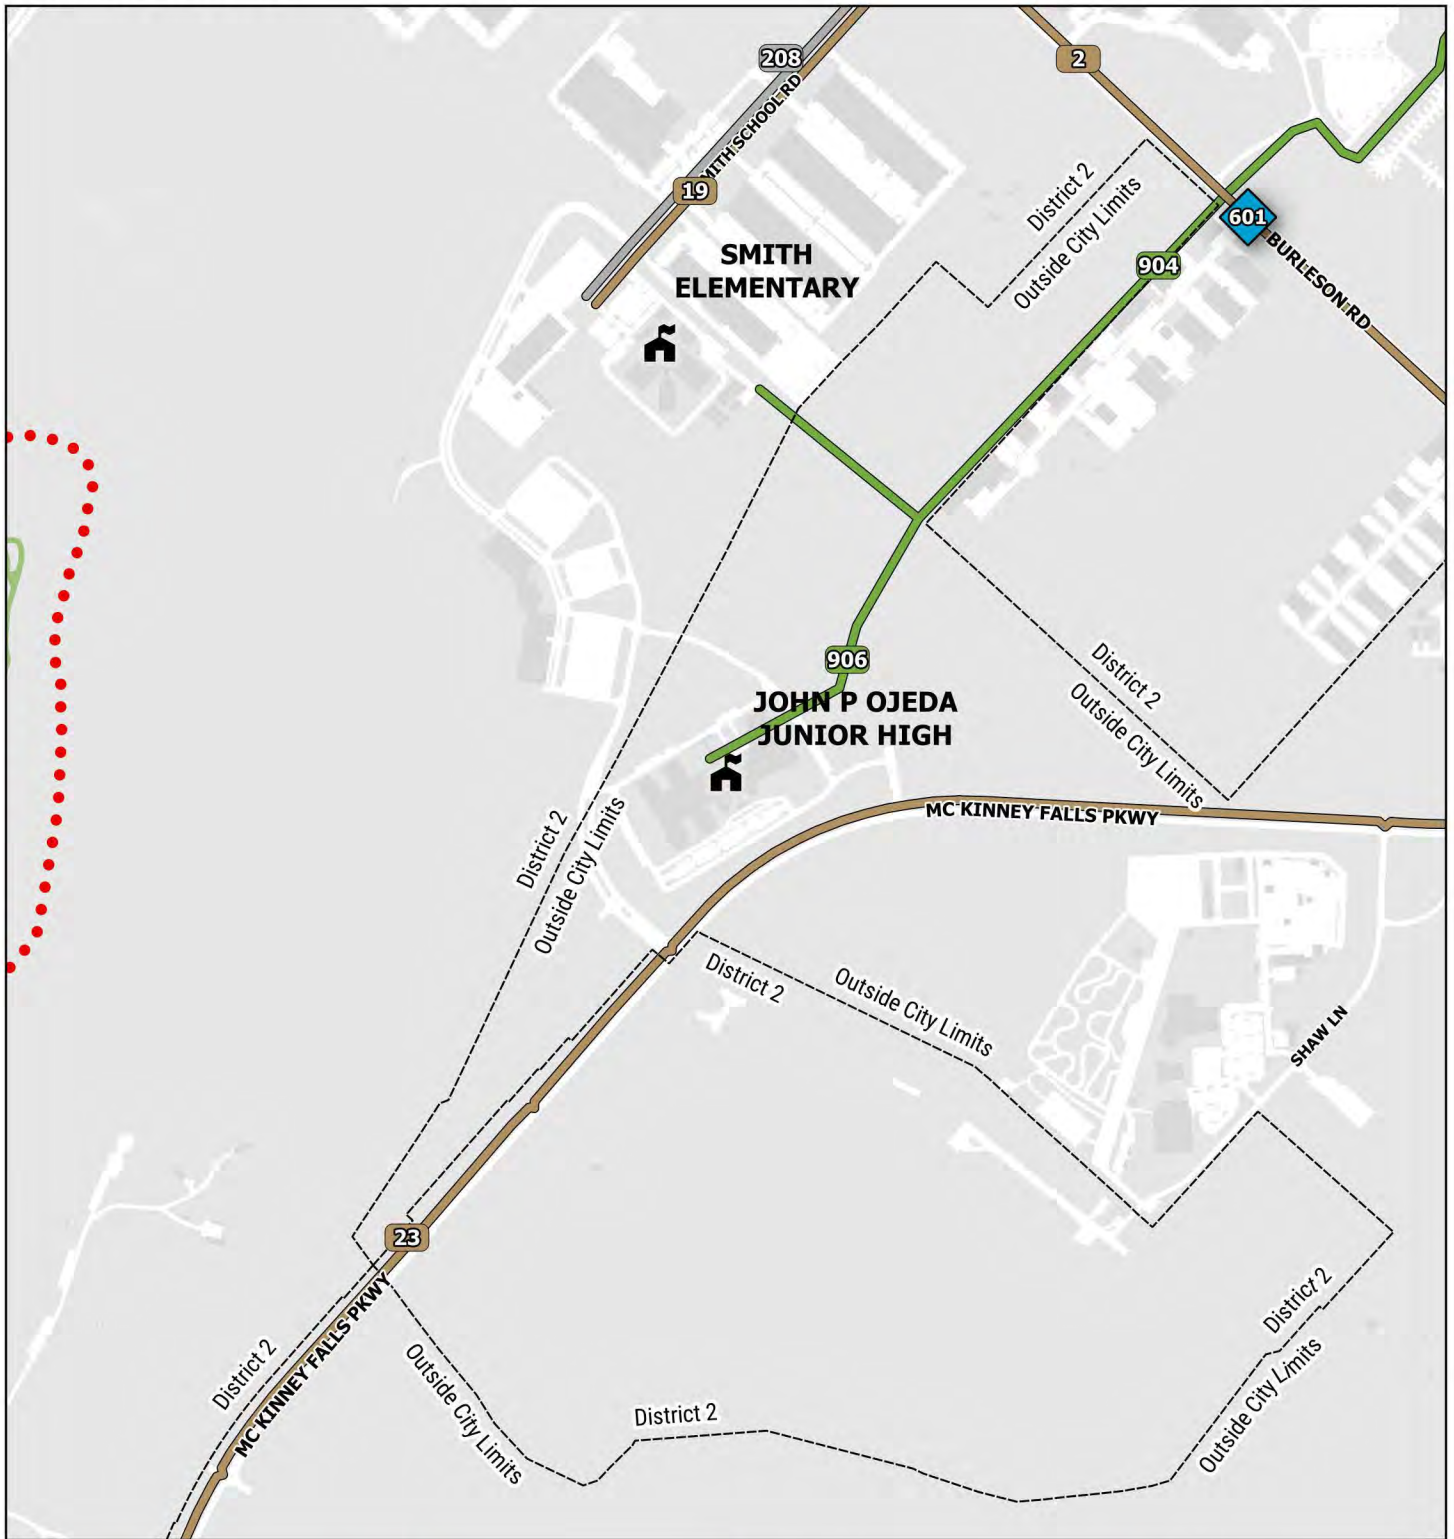 208
2
MITH SCHOOL RD
19
District 2
Outside City Limits
601
BURLESON RD
904
SMITH
ELEMENTARY
906
District 2
Outside City Limits
JOHN P OJEDA
JUNIOR HIGH
MC KINNEY FALLS PKWY
District 2
Outside City Limits
District 2
Outside City Limits
SHAW LN
23
MC KINNEY FALLS PKWY
District 2
Outside City Limits
District 2
District 2
Outside City Limits